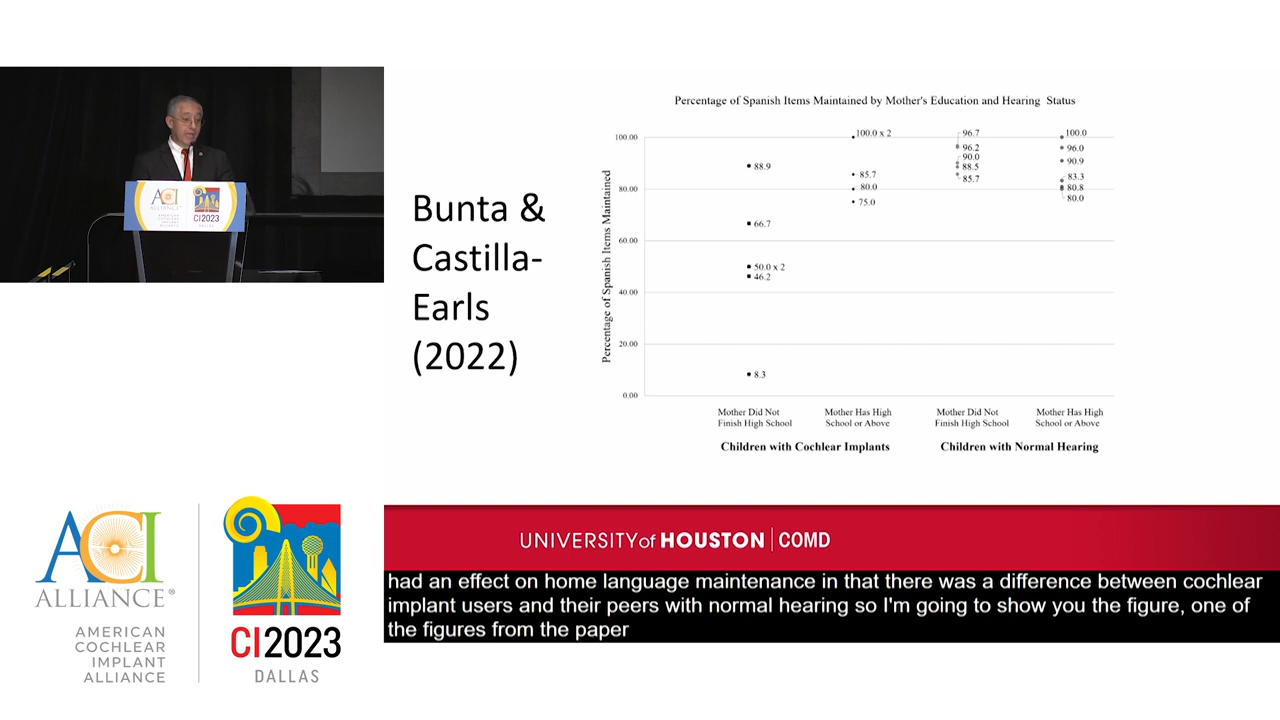 ACI
ALLIANCE
AMERICAN
COCHLEAR
IMPLANT
ALLIANCE
CI2023
DALLAS
Bunta &
Castilla-
Earls
(2022)
Percentage of Spanish Items Maintained by Mother's Education and Hearing Status
Percentage of Spanish Items Maintained
100.00
80.00
60.00
40.00
20.00
0.00
88.9
66.7
50.0 x 2
46.2
8.3
100.0 x 2
85.7
80.0
75.0
96.7
96.2
90.0
88.5
85.7
100.0
96.0
90.9
83.3
80.8
80.0
Mother Did Not
Finish High School
Mother Has High
School or Above
Mother Did Not
Finish High School
Mother Has High
School or Above
Children with Cochlear Implants
Children with Normal Hearing
UNIVERSITY of HOUSTON | COMD
had an effect on home language maintenance in that there was a difference between cochlear
implant users and their peers with normal hearing so I'm going to show you the figure, one of
the figures from the paper
ACI
ALLIANCE®
AMERICAN
COCHLEAR
IMPLANT
ALLIANCE
CI2023
DALLAS